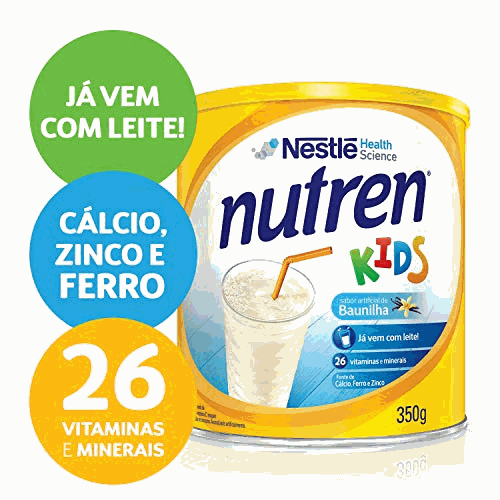 JÁ VEM
COM LEITE!
CÁLCIO,
ZINCO E
FERRO
26
VITAMINAS
E MINERAIS
Nestlé Health
Science
nutren
KIDS
sabor artificial de
Baunilha
Já vem com leite!
26 vitaminas e minerais
Fonte de
Cálcio, Ferro e Zinco
350g